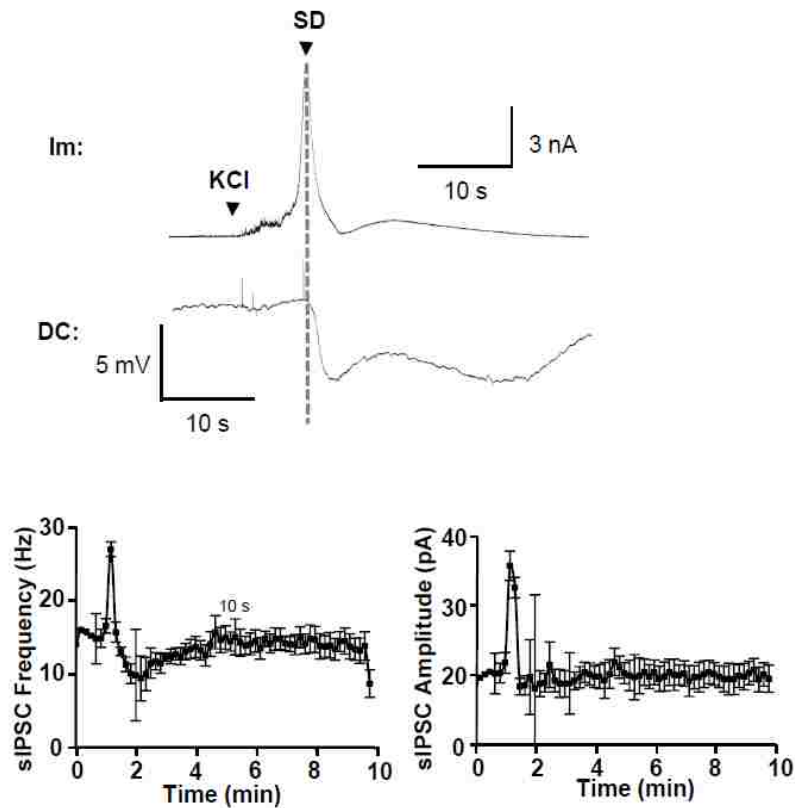 SD
Im:
3 nA
10 s
KCl
DC:
5 mV
10 s
sIPSC Frequency (Hz)
30
15
10
0
10 s
0 2 4 6 8 10
Time (min)
sIPSC Amplitude (pA)
40
30
20
0
0 2 4 6 8 10
Time (min)